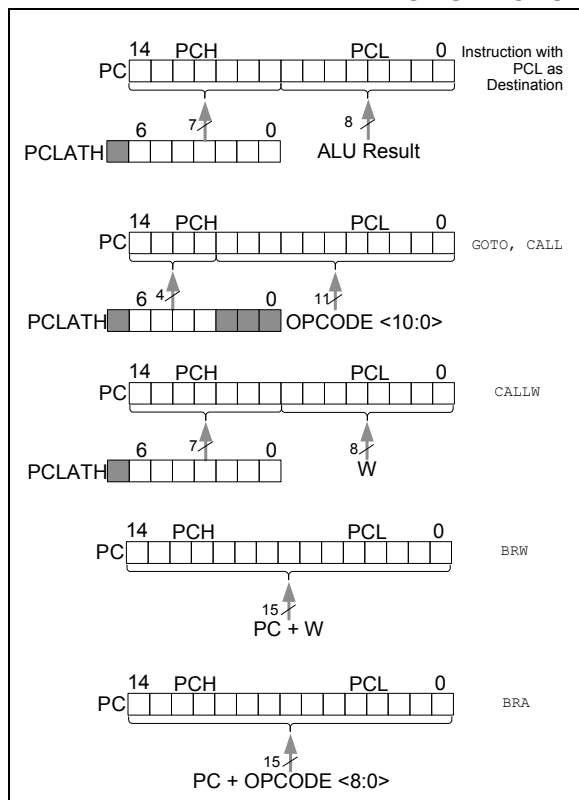 14 PCH PCL 0
PC
Instruction with
PCL as
Destination
7 8
6 0
PCLATH
ALU Result
14 PCH PCL 0
PC
GOTO, CALL
4 11
6 0
PCLATH
OPCODE <10:0>
14 PCH PCL 0
PC
CALLW
7 8
6 0
PCLATH
W
14 PCH PCL 0
PC
BRW
15
PC + W
14 PCH PCL 0
PC
BRA
15
PC + OPCODE <8:0>